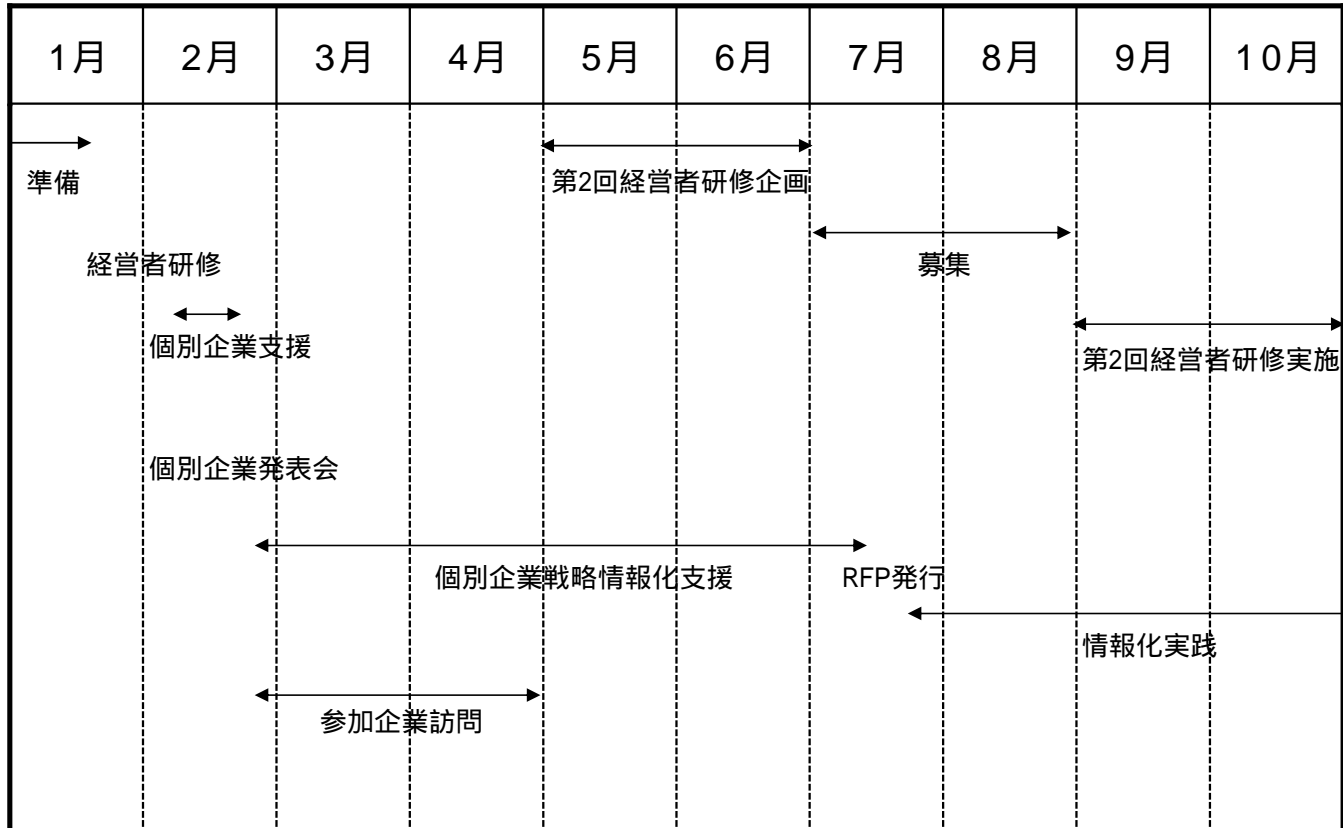 1月 2月 3月 4月 5月 6月 7月 8月 9月 10月
準備
第2回経営者研修企画
経営者研修
募集
個別企業支援
第2回経営者研修実施
個別企業発表会
個別企業戦略情報化支援
RFP発行
情報化実践
参加企業訪問